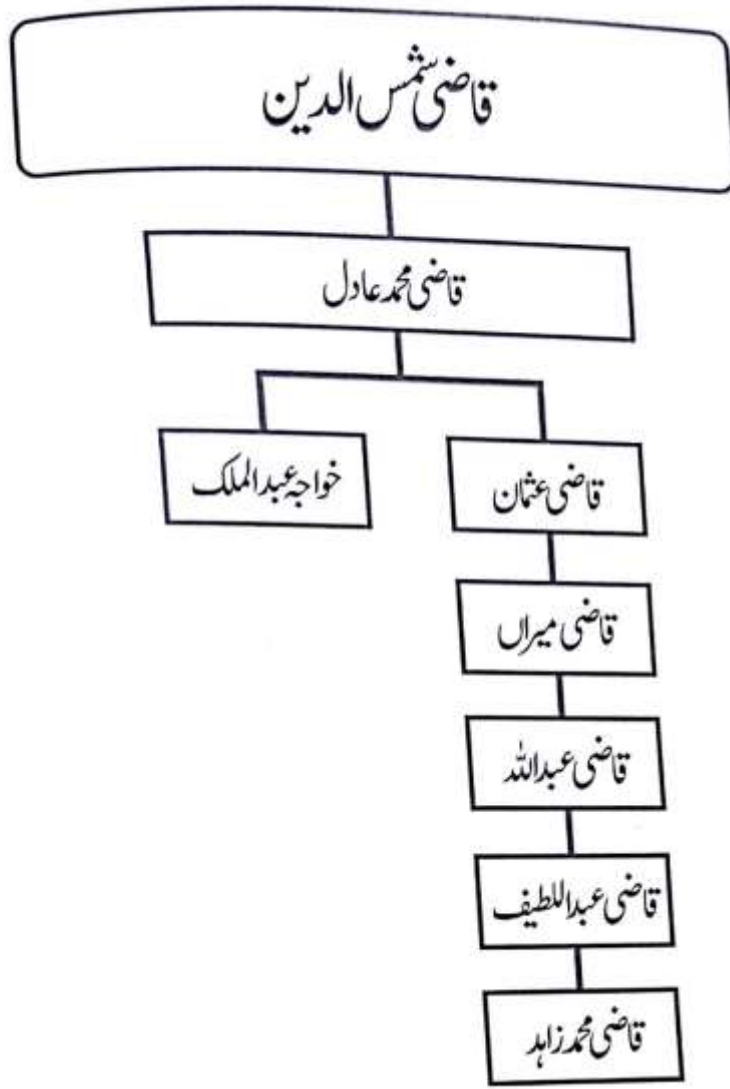 قاضی شمس الدین
قاضی محمد عادل
قاضی عثمان
خواجہ عبدالملک
قاضی میراں
قاضی عبداللہ
قاضی عبداللطیف
قاضی محمد زاہد